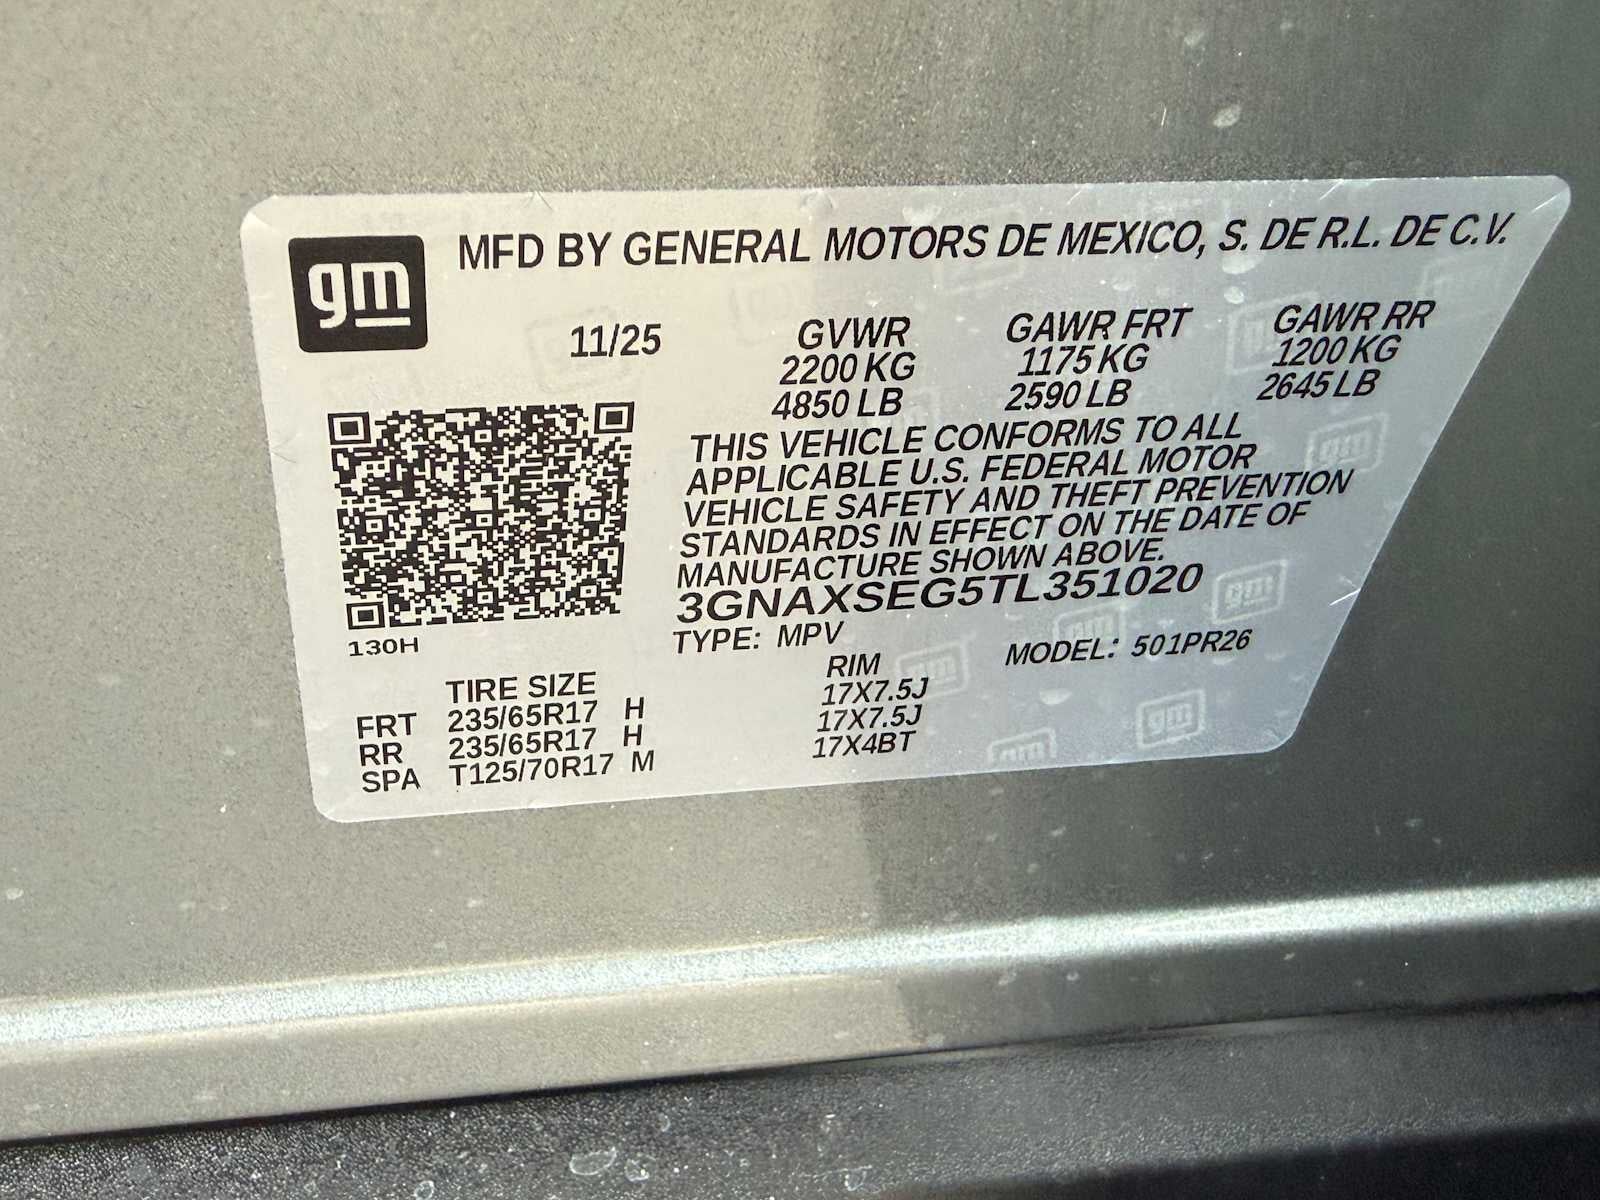 gm
MFD BY GENERAL MOTORS DE MEXICO, S. DE R.L. DE C.V.
11/25 GVWR GAWR FRT GAWR RR
2200 KG 1175 KG 1200 KG
4850 LB 2590 LB 2645 LB
THIS VEHICLE CONFORMS TO ALL
APPLICABLE U.S. FEDERAL MOTOR
VEHICLE SAFETY AND THEFT PREVENTION
STANDARDS IN EFFECT ON THE DATE OF
MANUFACTURE SHOWN ABOVE.
3GNAXSEG5TL351020
130H
TYPE: MPV MODEL: 501PR26
TIRE SIZE RIM
FRT 235/65R17 H 17X7.5J
RR 235/65R17 H 17X7.5J
SPA T125/70R17 M 17X4BT